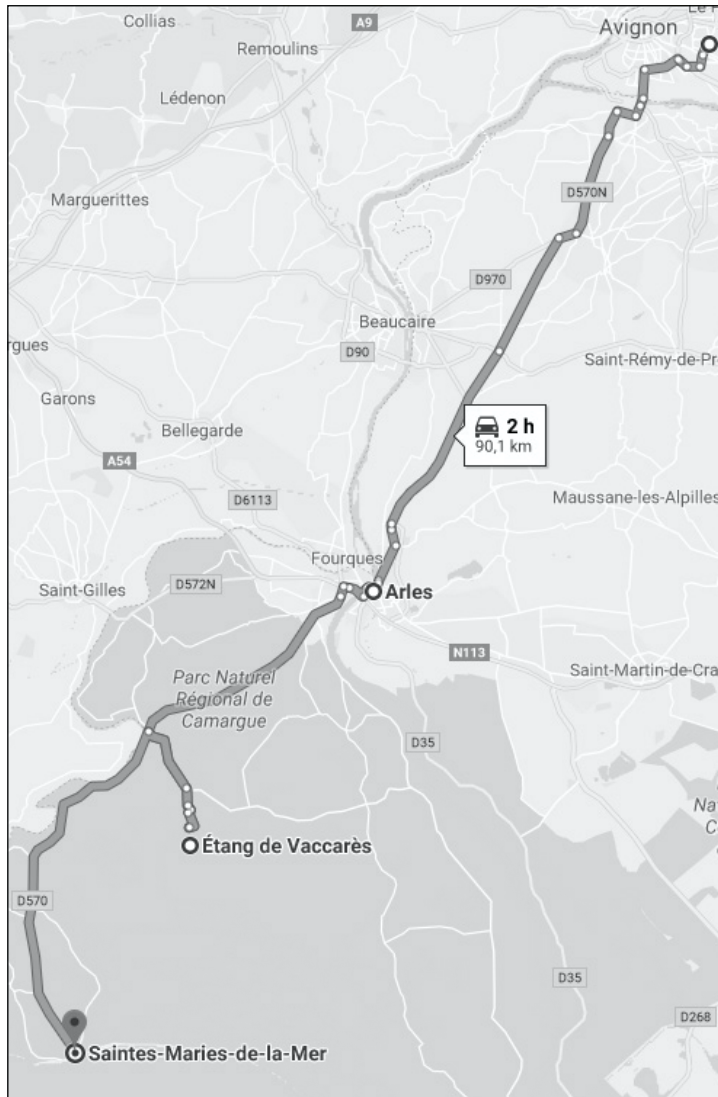 Collias
A9
Le P
Avignon
Remoulins
Lédenon
Marguerittes
D570N
D970
Beaucaire
D90
rgues
Saint-Rémy-de-Pr
Garons
2 h
90,1 km
Bellegarde
A54
D6113
Maussane-les-Alpilles
Fourques
Saint-Gilles
D572N
Arles
N113
Parc Naturel
Régional de
Camargue
Saint-Martin-de-Cra
D35
Na
C
Étang de Vaccarès
D570
D35
D268
Saintes-Maries-de-la-Mer